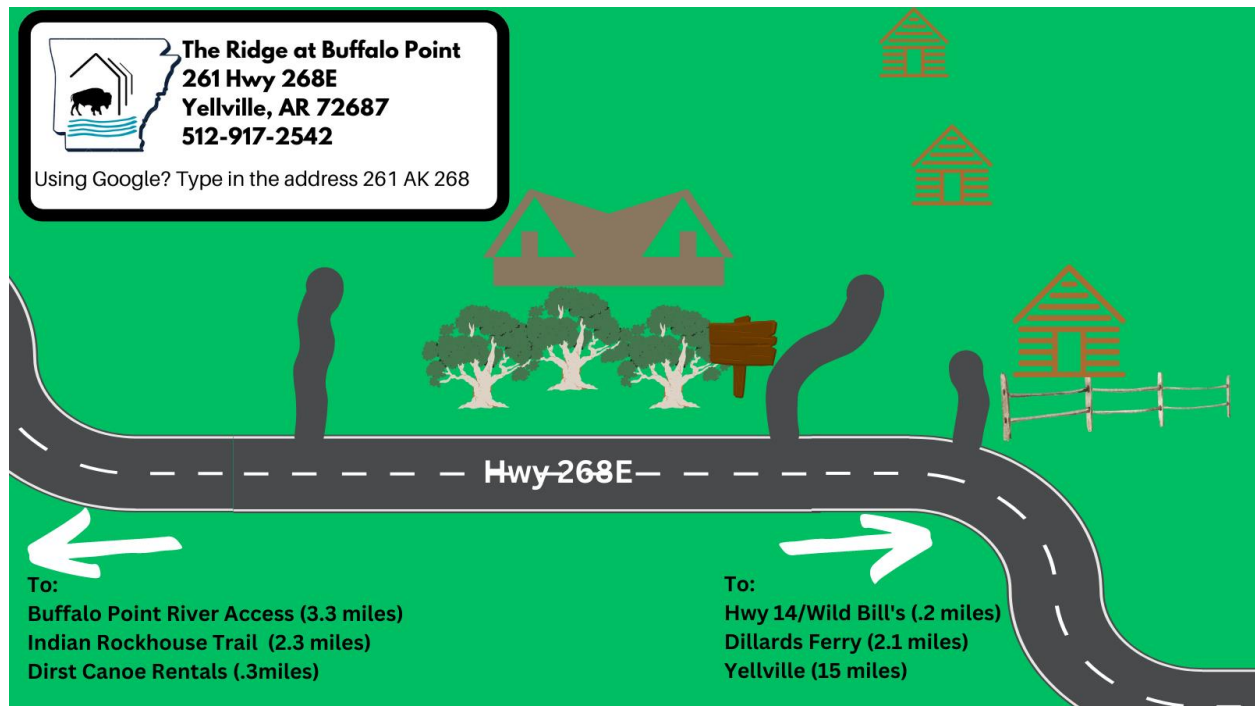 The Ridge at Buffalo Point
261 Hwy 268E
Yellville, AR 72687
512-917-2542
Using Google? Type in the address 261 AK 268
Hwy 268E
To:
Buffalo Point River Access (3.3 miles)
Indian Rockhouse Trail (2.3 miles)
Dirst Canoe Rentals (.3miles)
To:
Hwy 14/Wild Bill's (.2 miles)
Dillards Ferry (2.1 miles)
Yellville (15 miles)